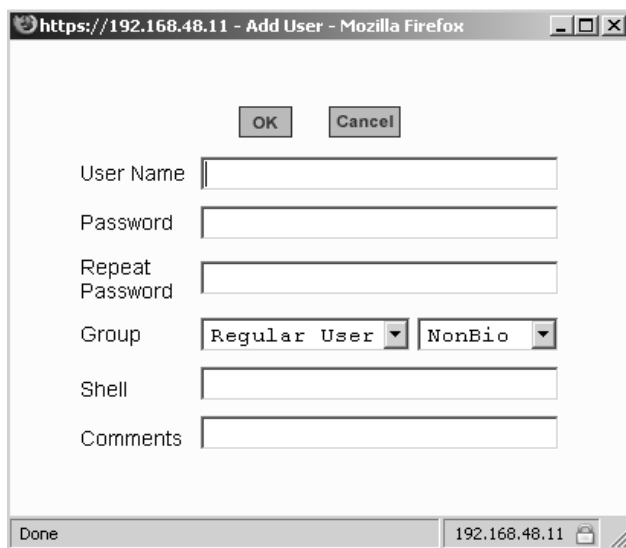 https://192.168.48.11 - Add User - Mozilla Firefox
OK Cancel
User Name
Password
Repeat
Password
Group Regular User NonBio
Shell
Comments
Done 192.168.48.11